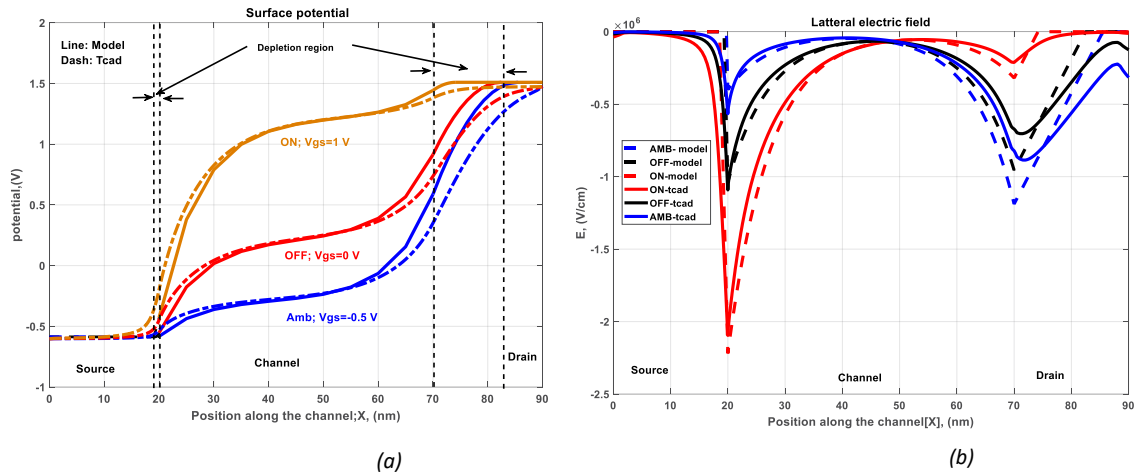 Surface potential
Line: Model
Dash: Tcad
Depletion region
ON; Vgs=1 V
OFF; Vgs=0 V
Amb; Vgs=-0.5 V
Source
Channel
Drain
potential,(V)
2
1.5
1
0.5
0
-0.5
-1
0 10 20 30 40 50 60 70 80 90
Position along the channel;X, (nm)
(a)
Latteral electric field
×10⁶
E, (V/cm)
0
-0.5
-1
-1.5
-2
-2.5
AMB- model
OFF-model
ON-model
ON-tcad
OFF-tcad
AMB-tcad
Source
Channel
Drain
0 10 20 30 40 50 60 70 80 90
Position along the channel[X], (nm)
(b)